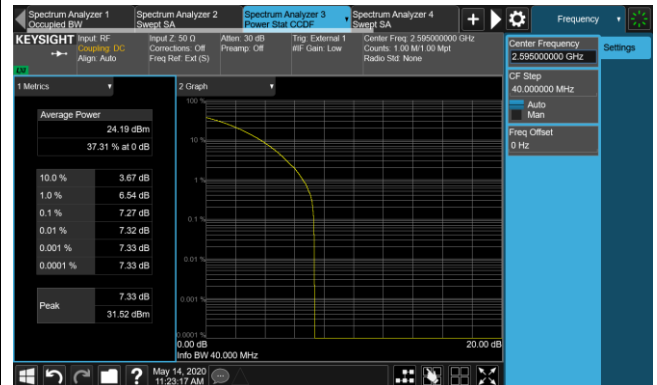 Spectrum Analyzer 1
Occupied BW
Spectrum Analyzer 2
Swept SA
Spectrum Analyzer 3
Power Stat CCDF
Spectrum Analyzer 4
Swept SA
Frequency
KEYSIGHT
Input: RF
Coupling: DC
Align: Auto
Input Z: 50 Ω
Corrections: Off
Freq Ref: Ext (S)
Atten: 30 dB
Preamp: Off
Trig: External 1
#IF Gain: Low
Center Freq: 2.595000000 GHz
Counts: 1.00 M/1.00 Mpt
Radio Std: None
Center Frequency
2.595000000 GHz
Settings
CF Step
40.000000 MHz
Auto
Man
Freq Offset
0 Hz
1 Metrics
2 Graph
Average Power
24.19 dBm
37.31 % at 0 dB
10.0 % 3.67 dB
1.0 % 6.54 dB
0.1 % 7.27 dB
0.01 % 7.32 dB
0.001 % 7.33 dB
0.0001 % 7.33 dB
Peak
7.33 dB
31.52 dBm
100 %
10 %
1 %
0.1 %
0.01 %
0.001 %
0.0001 %
0.00 dB
20.00 dB
Info BW 40.000 MHz
May 14, 2020
11:23:17 AM